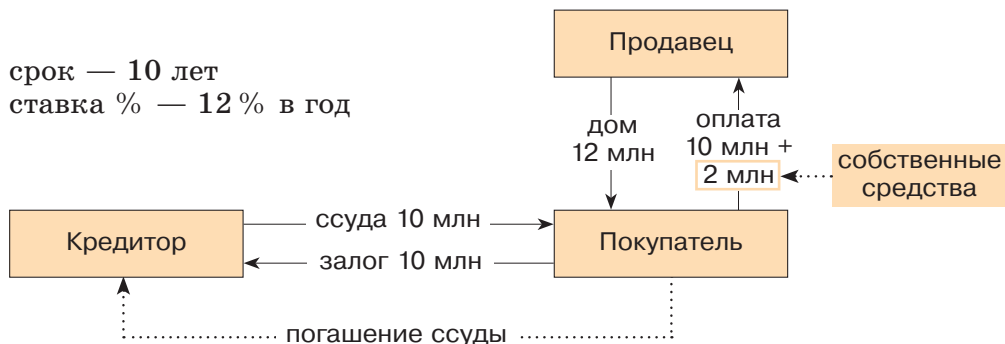 Продавец
срок — 10 лет
ставка % — 12 % в год
дом
12 млн
оплата
10 млн +
2 млн
собственные
средства
Кредитор
ссуда 10 млн
залог 10 млн
Покупатель
погашение ссуды